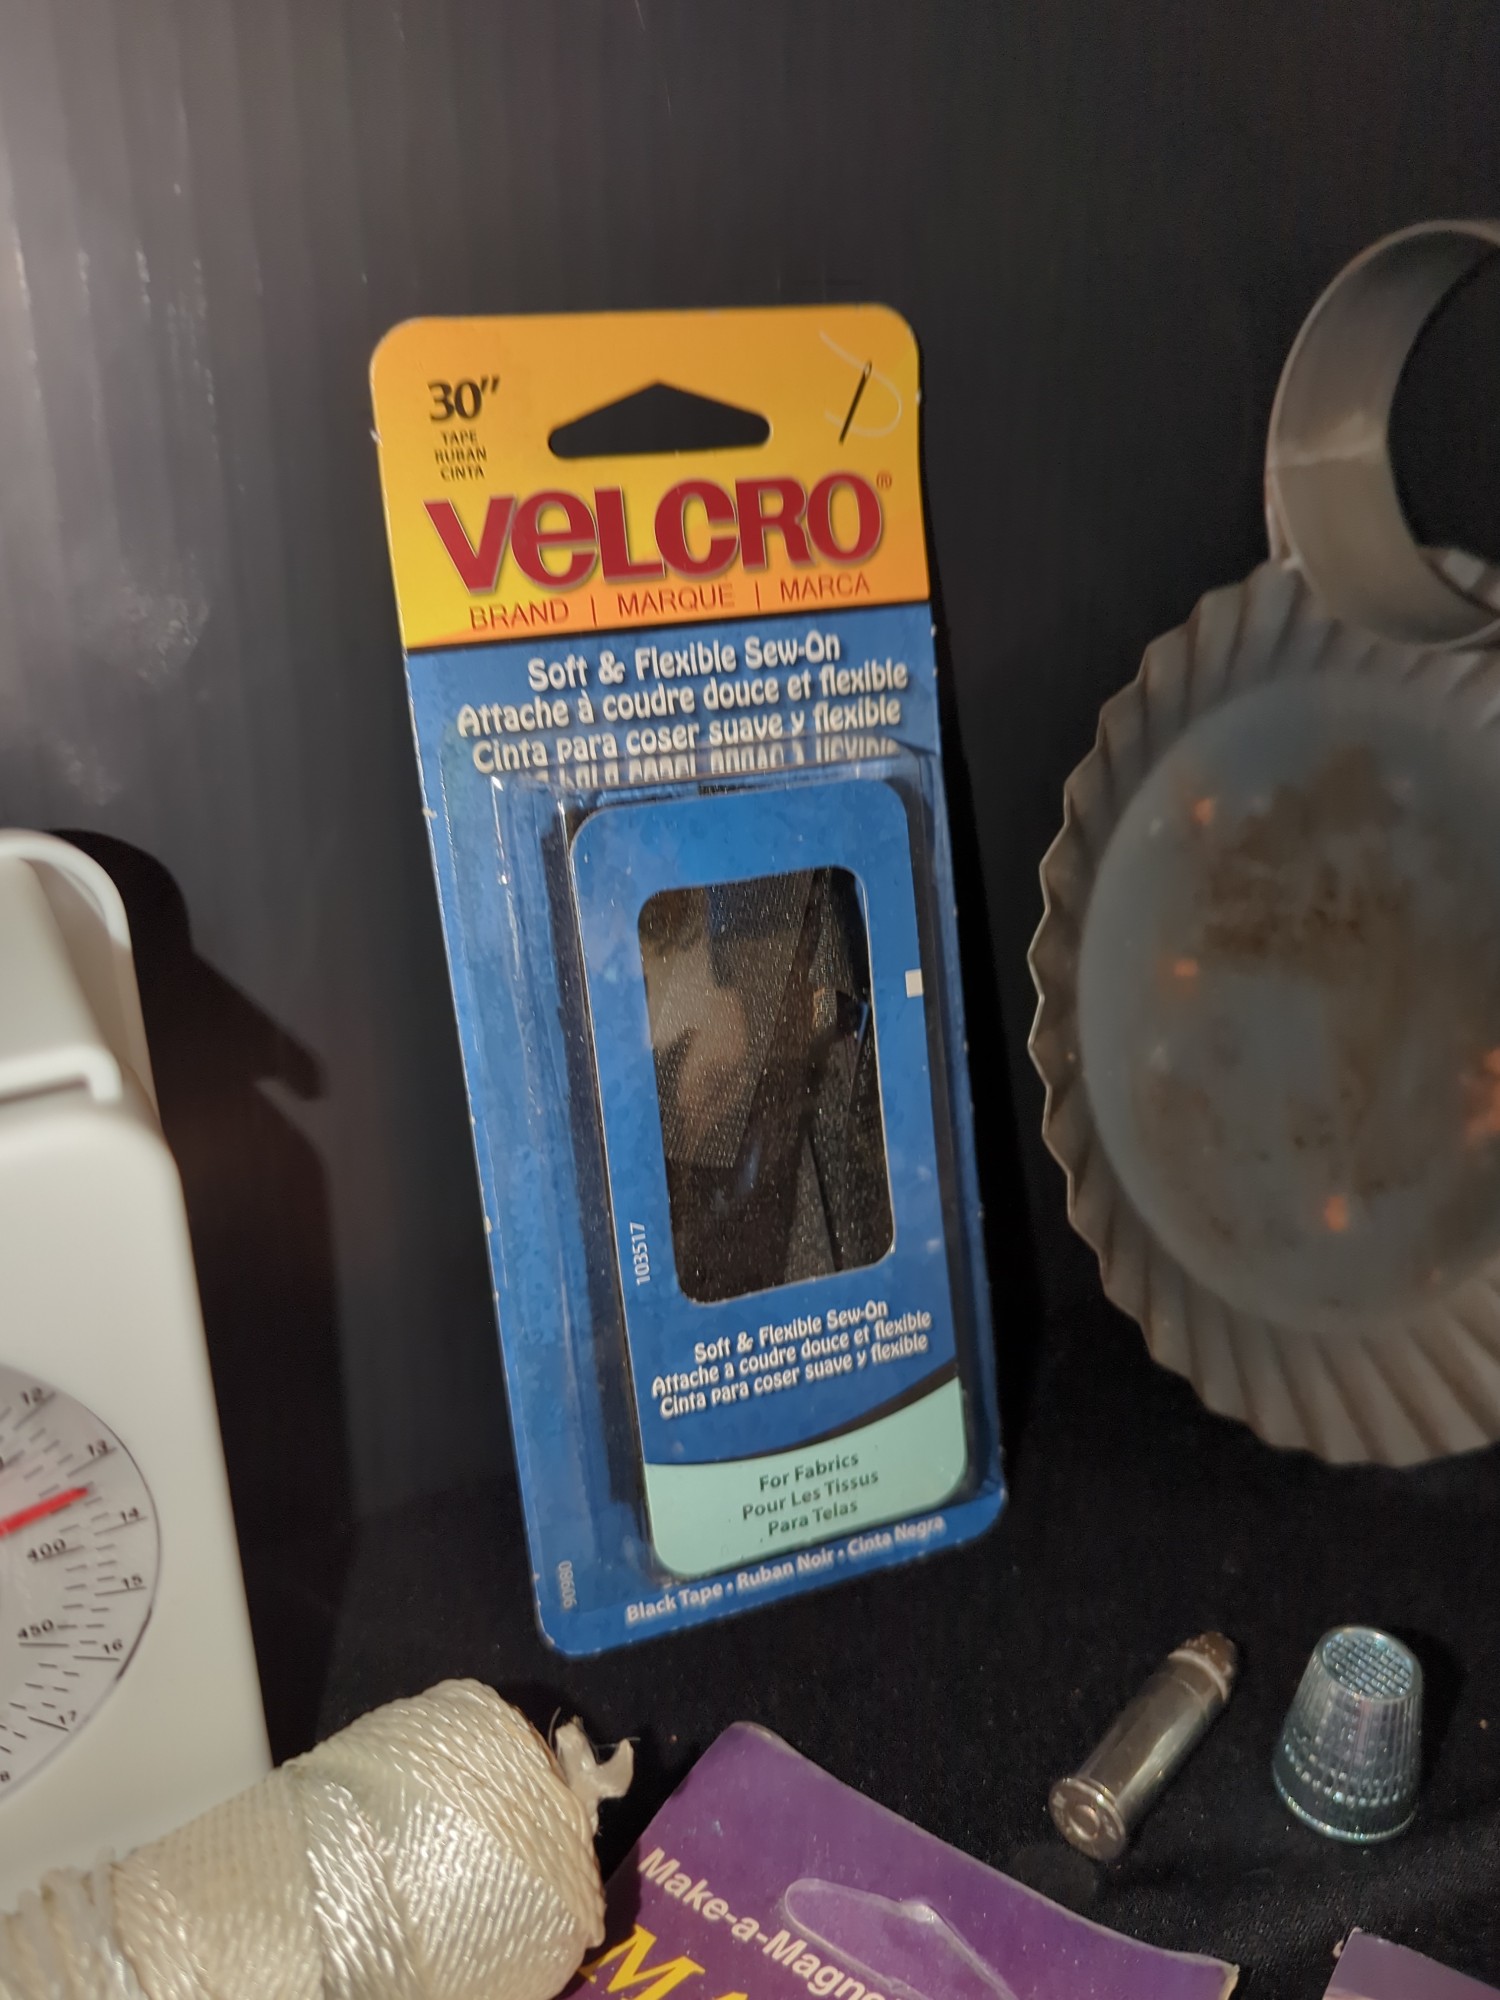 30"
TAPE
RUBAN
CINTA
VELCRO®
BRAND | MARQUE | MARCA
Soft & Flexible Sew-On
Attache à coudre douce et flexible
Cinta para coser suave y flexible
103517
Soft & Flexible Sew-On
Attache à coudre douce et flexible
Cinta para coser suave y flexible
For Fabrics
Pour Les Tissus
Para Telas
90980
Black Tape • Ruban Noir • Cinta Negra
12
13
14
400
15
450
16
17
Make-a-Magne